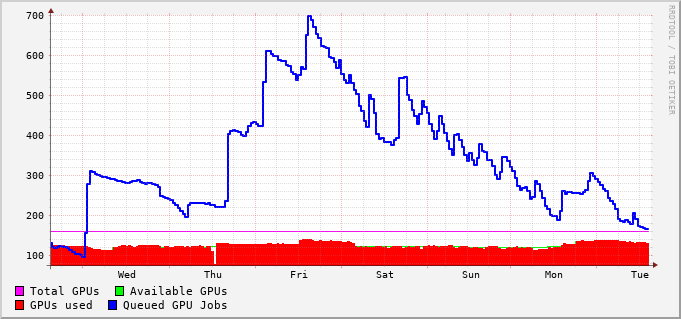 700
600
500
400
300
200
100
Wed Thu Fri Sat Sun Mon Tue
Total GPUs Available GPUs
GPUs used Queued GPU Jobs
RRDTOOL / TOBI OETIKER